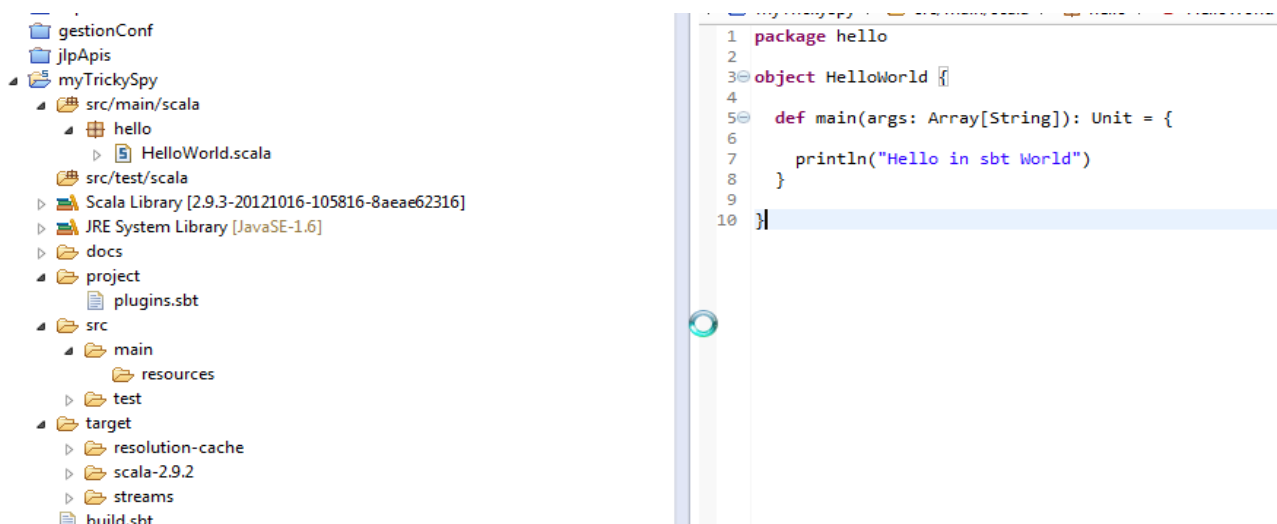 gestionConf
jlpApis
myTrickySpy
src/main/scala
hello
HelloWorld.scala
src/test/scala
Scala Library [2.9.3-20121016-105816-8aeae62316]
JRE System Library [JavaSE-1.6]
docs
project
plugins.sbt
src
main
resources
test
target
resolution-cache
scala-2.9.2
streams
build.sbt
1 package hello
2
3 object HelloWorld {
4
5 def main(args: Array[String]): Unit = {
6
7 println("Hello in sbt World")
8 }
9
10 }